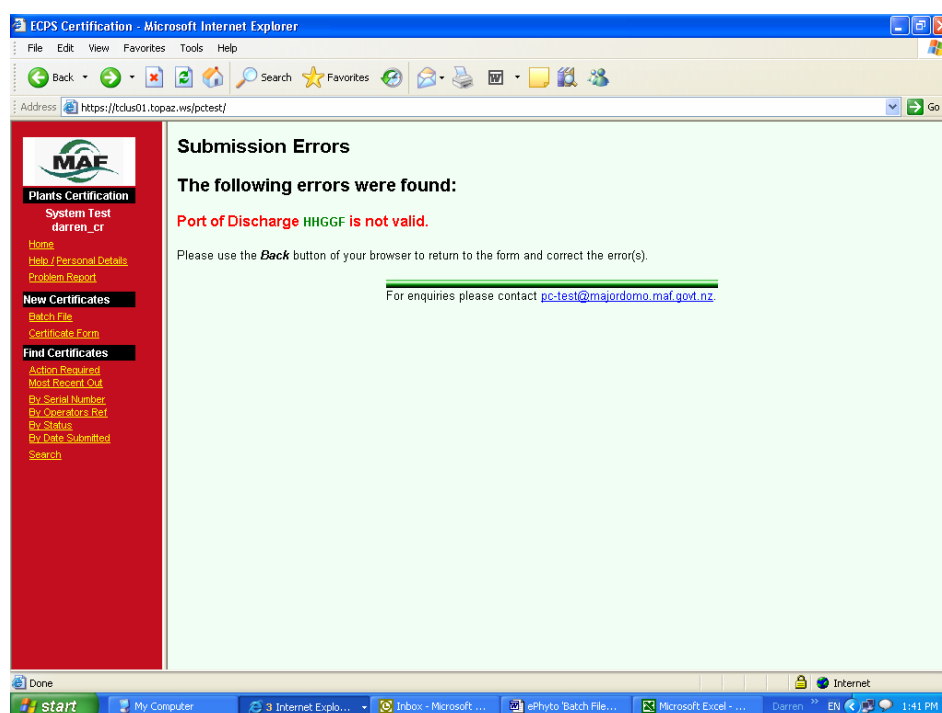 ECPS Certification - Microsoft Internet Explorer
File Edit View Favorites Tools Help
Back Search Favorites
Address https://tclus01.topaz.ws/pctest/ Go
MAF
Plants Certification
System Test
darren_cr
Home
Help / Personal Details
Problem Report
New Certificates
Batch File
Certificate Form
Find Certificates
Action Required
Most Recent Out
By Serial Number
By Operators Ref
By Status
By Date Submitted
Search
Submission Errors
The following errors were found:
Port of Discharge HHGGF is not valid.
Please use the Back button of your browser to return to the form and correct the error(s).
For enquiries please contact pc-test@majordomo.maf.govt.nz.
Done Internet
start My Computer 3 Internet Explo... Inbox - Microsoft ... ePhyto 'Batch File... Microsoft Excel - ... Darren » EN 1:41 PM